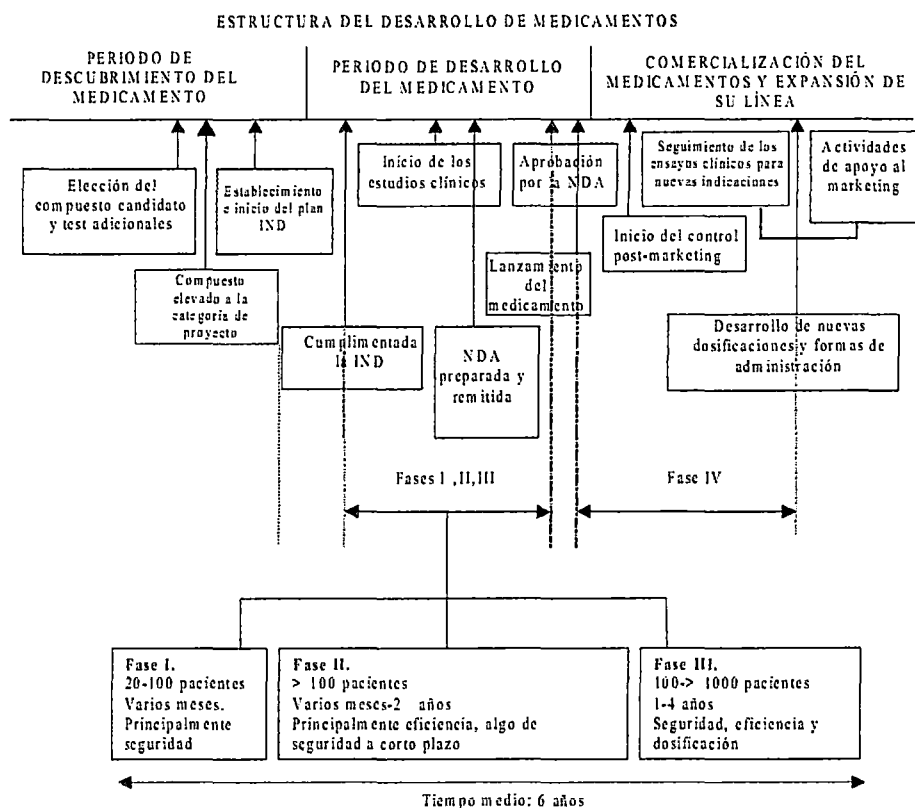 ESTRUCTURA DEL DESARROLLO DE MEDICAMENTOS
PERIODO DE
DESCUBRIMIENTO DEL
MEDICAMENTO
PERIODO DE DESARROLLO
DEL MEDICAMENTO
COMERCIALIZACIÓN DEL
MEDICAMENTOS Y EXPANSIÓN DE
SU LÍNEA
Elección del
compuesto candidato
y test adicionales
Establecimiento
e inicio del plan
IND
Compuesto
elevado a la
categoría de
proyecto
Inicio de los
estudios clínicos
Aprobación
por la NDA
Seguimiento de los
ensayos clínicos para
nuevas indicaciones
Actividades
de apoyo al
marketing
Inicio del control
post-marketing
Lanzamiento
del
medicamento
Cumplimentada
la IND
NDA
preparada y
remitida
Desarrollo de nuevas
dosificaciones y formas de
administración
Fases I ,II,III
Fase IV
Fase I.
20-100 pacientes
Varios meses.
Principalmente
seguridad
Fase II.
> 100 pacientes
Varios meses-2 años
Principalmente eficiencia, algo de
seguridad a corto plazo
Fase III.
100-> 1000 pacientes
1-4 años
Seguridad, eficiencia y
dosificación
Tiempo medio: 6 años